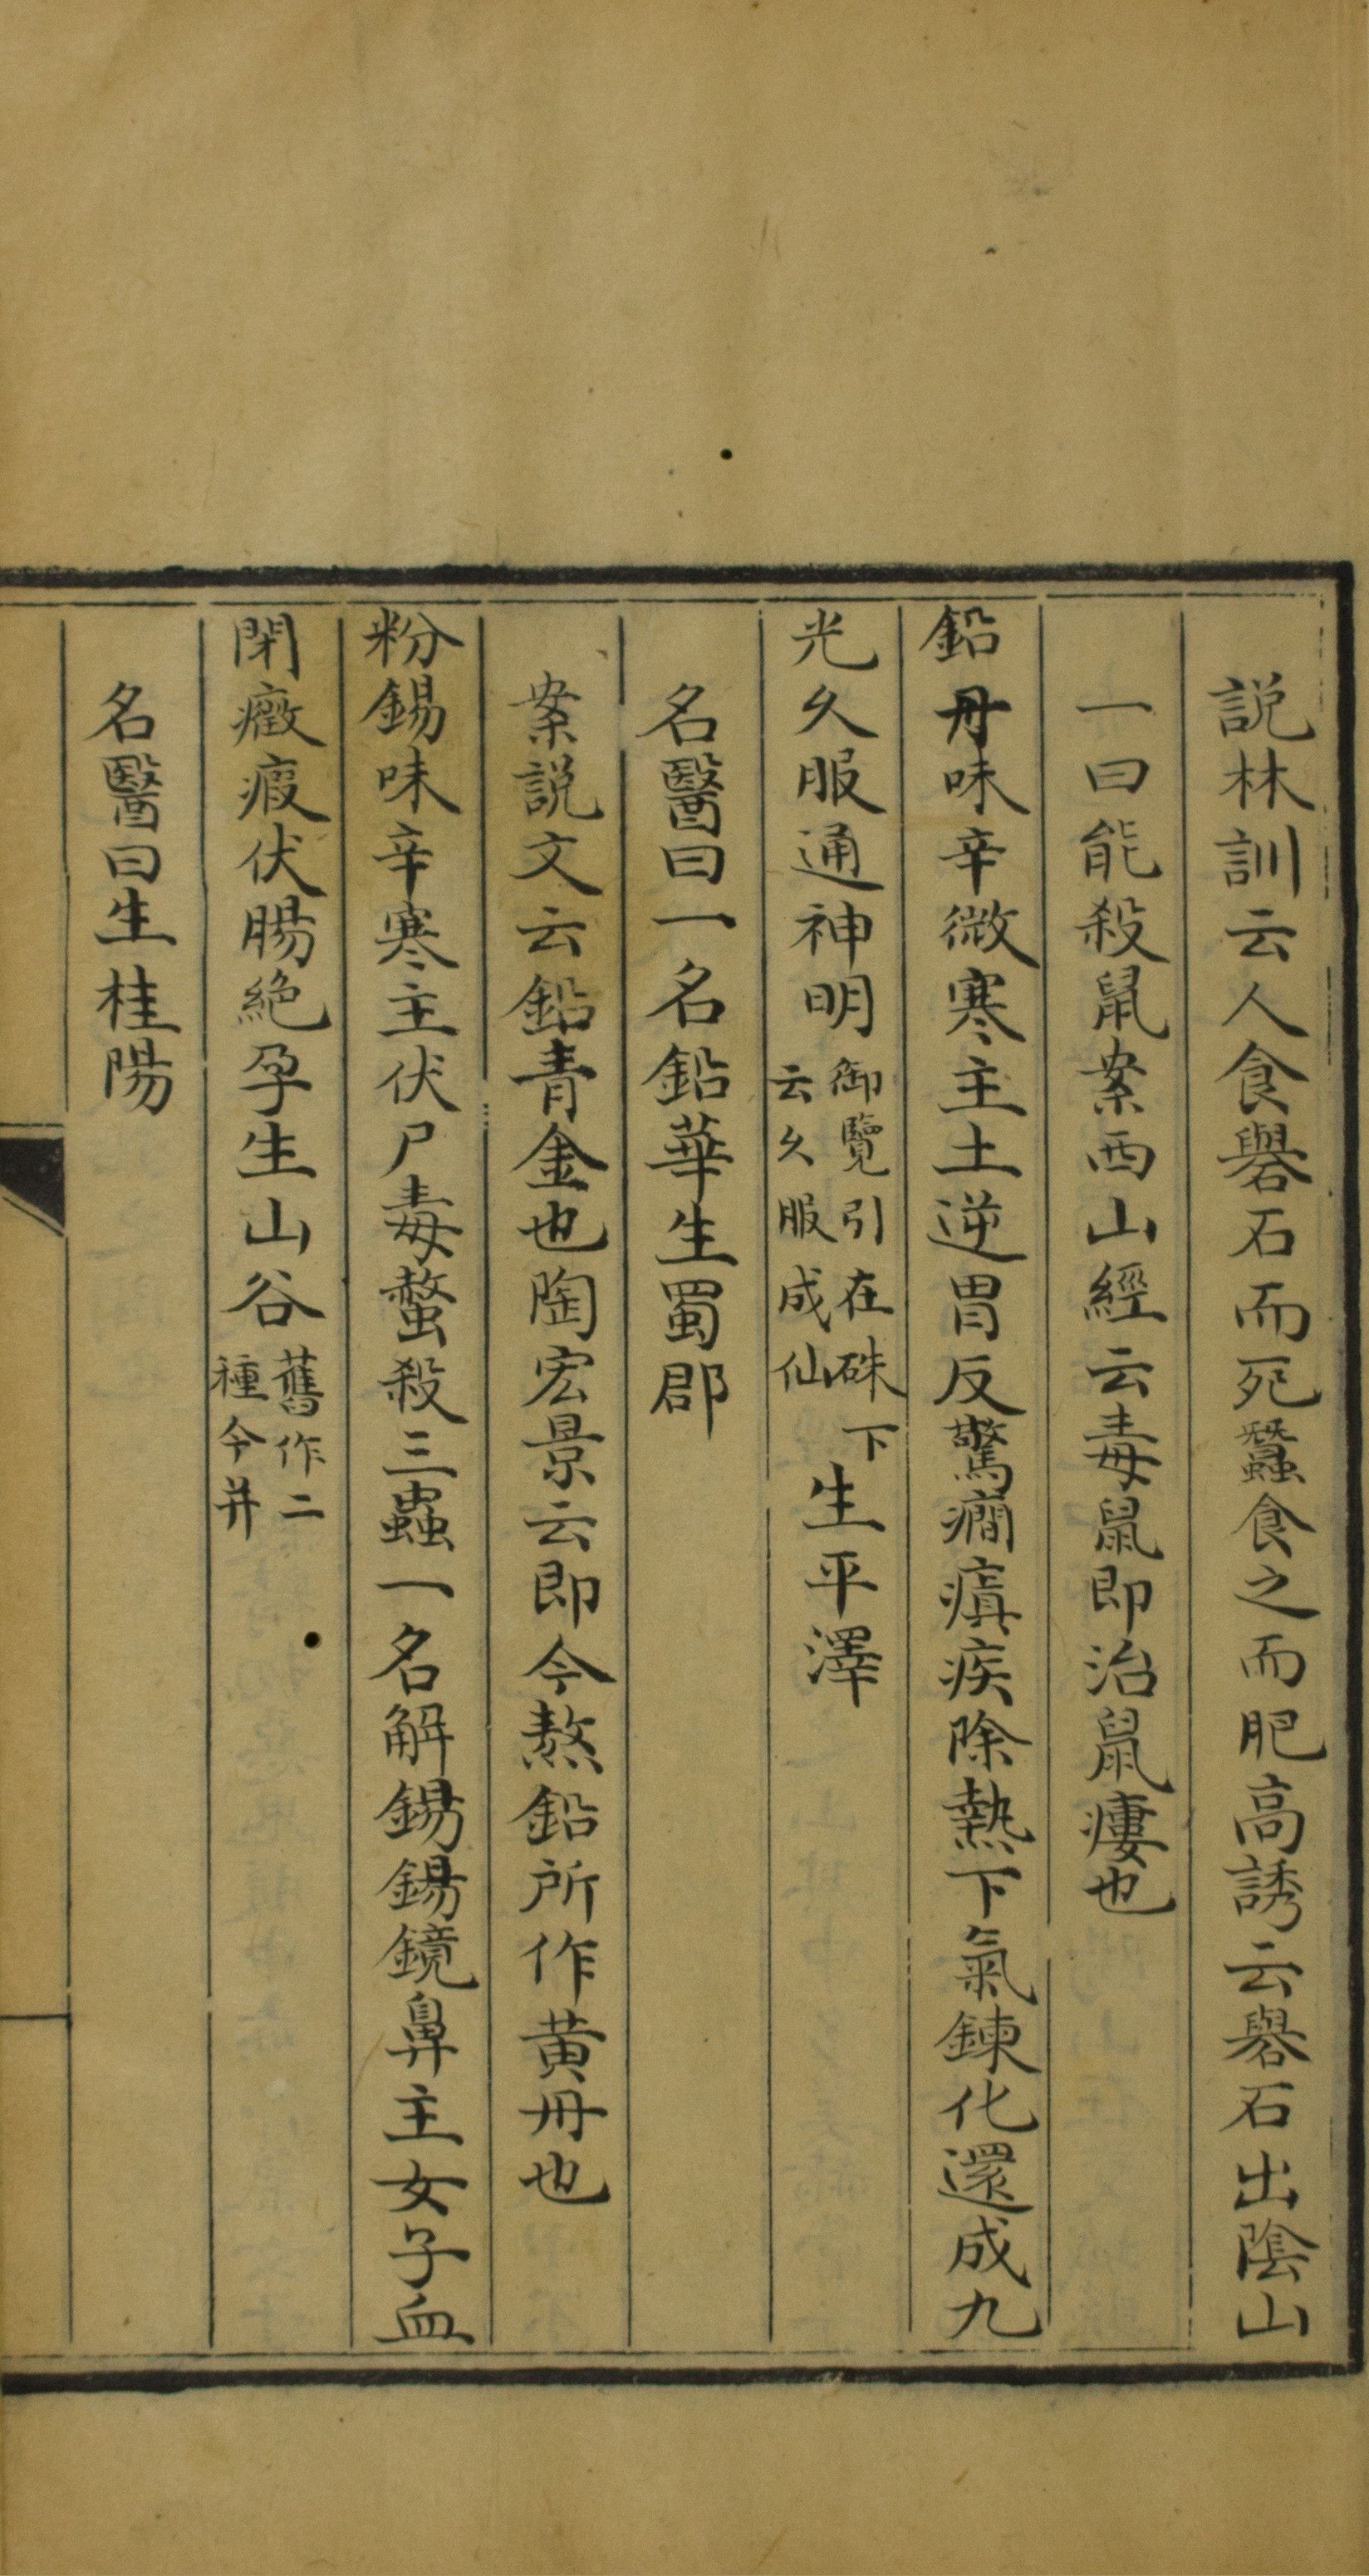 説林訓云人食礜石而死蠶食之而肥高誘云礜石出陰山
一曰能殺鼠案西山經云毒鼠即治鼠瘻也
鉛丹味辛微寒主土逆胃反驚癎瘨疾除熱下氣鍊化還成九
光久服通神明御覽引在硃下云久服成仙生平澤
名醫曰一名鉛華生蜀郡
案説文云鉛青金也陶宏景云即今熬鉛所作黄丹也
粉錫味辛寒主伏尸毒螫殺三蟲一名解錫錫鏡鼻主女子血
閉癥瘕伏腸絶孕生山谷舊作二種今并
名醫曰生桂陽